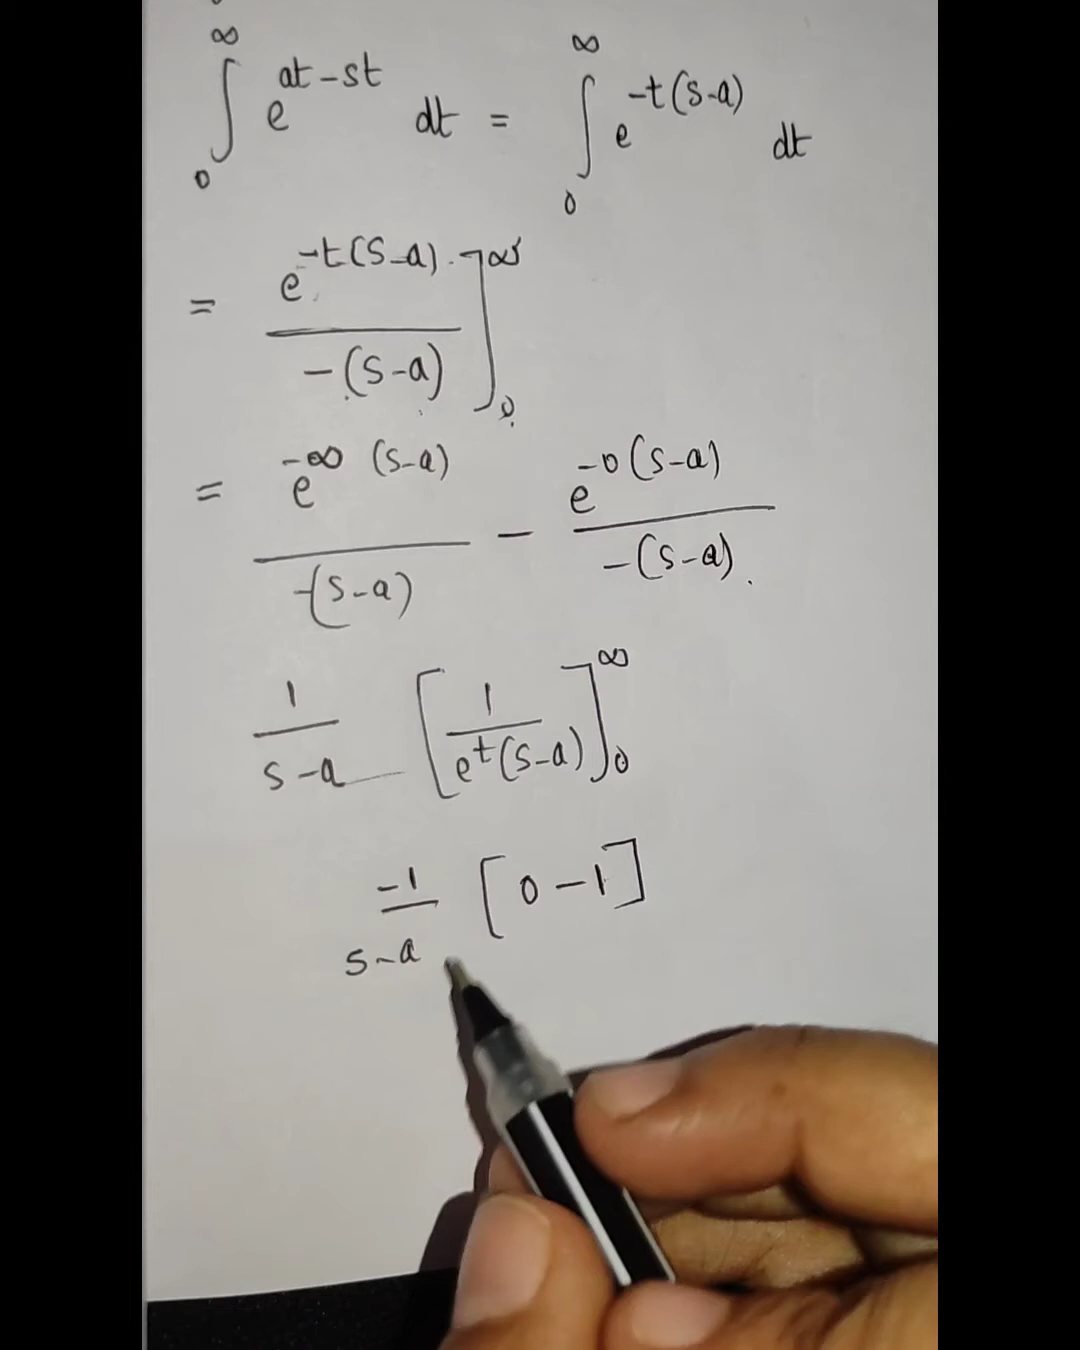 ∫₀^∞ e^(at-st) dt = ∫₀^∞ e^(-t(s-a)) dt
= e^(-t(s-a)) / -(s-a) ]₀^∞
= e^(-∞ (s-a)) / -(s-a) - e^(-0(s-a)) / -(s-a)
1/(s-a) [ 1 / e^t(s-a) ]₀^∞
-1/(s-a) [0-1]